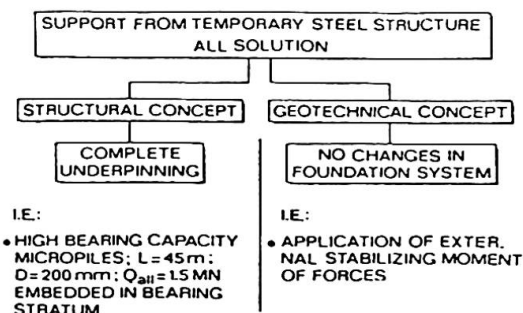 SUPPORT FROM TEMPORARY STEEL STRUCTURE
ALL SOLUTION
STRUCTURAL CONCEPT
COMPLETE
UNDERPINNING
I.E.:
• HIGH BEARING CAPACITY
MICROPILES; L=45m;
D=200 mm; Qall=1.5 MN
EMBEDDED IN BEARING
STRATUM
GEOTECHNICAL CONCEPT
NO CHANGES IN
FOUNDATION SYSTEM
I.E.:
• APPLICATION OF EXTER.
NAL STABILIZING MOMENT
OF FORCES